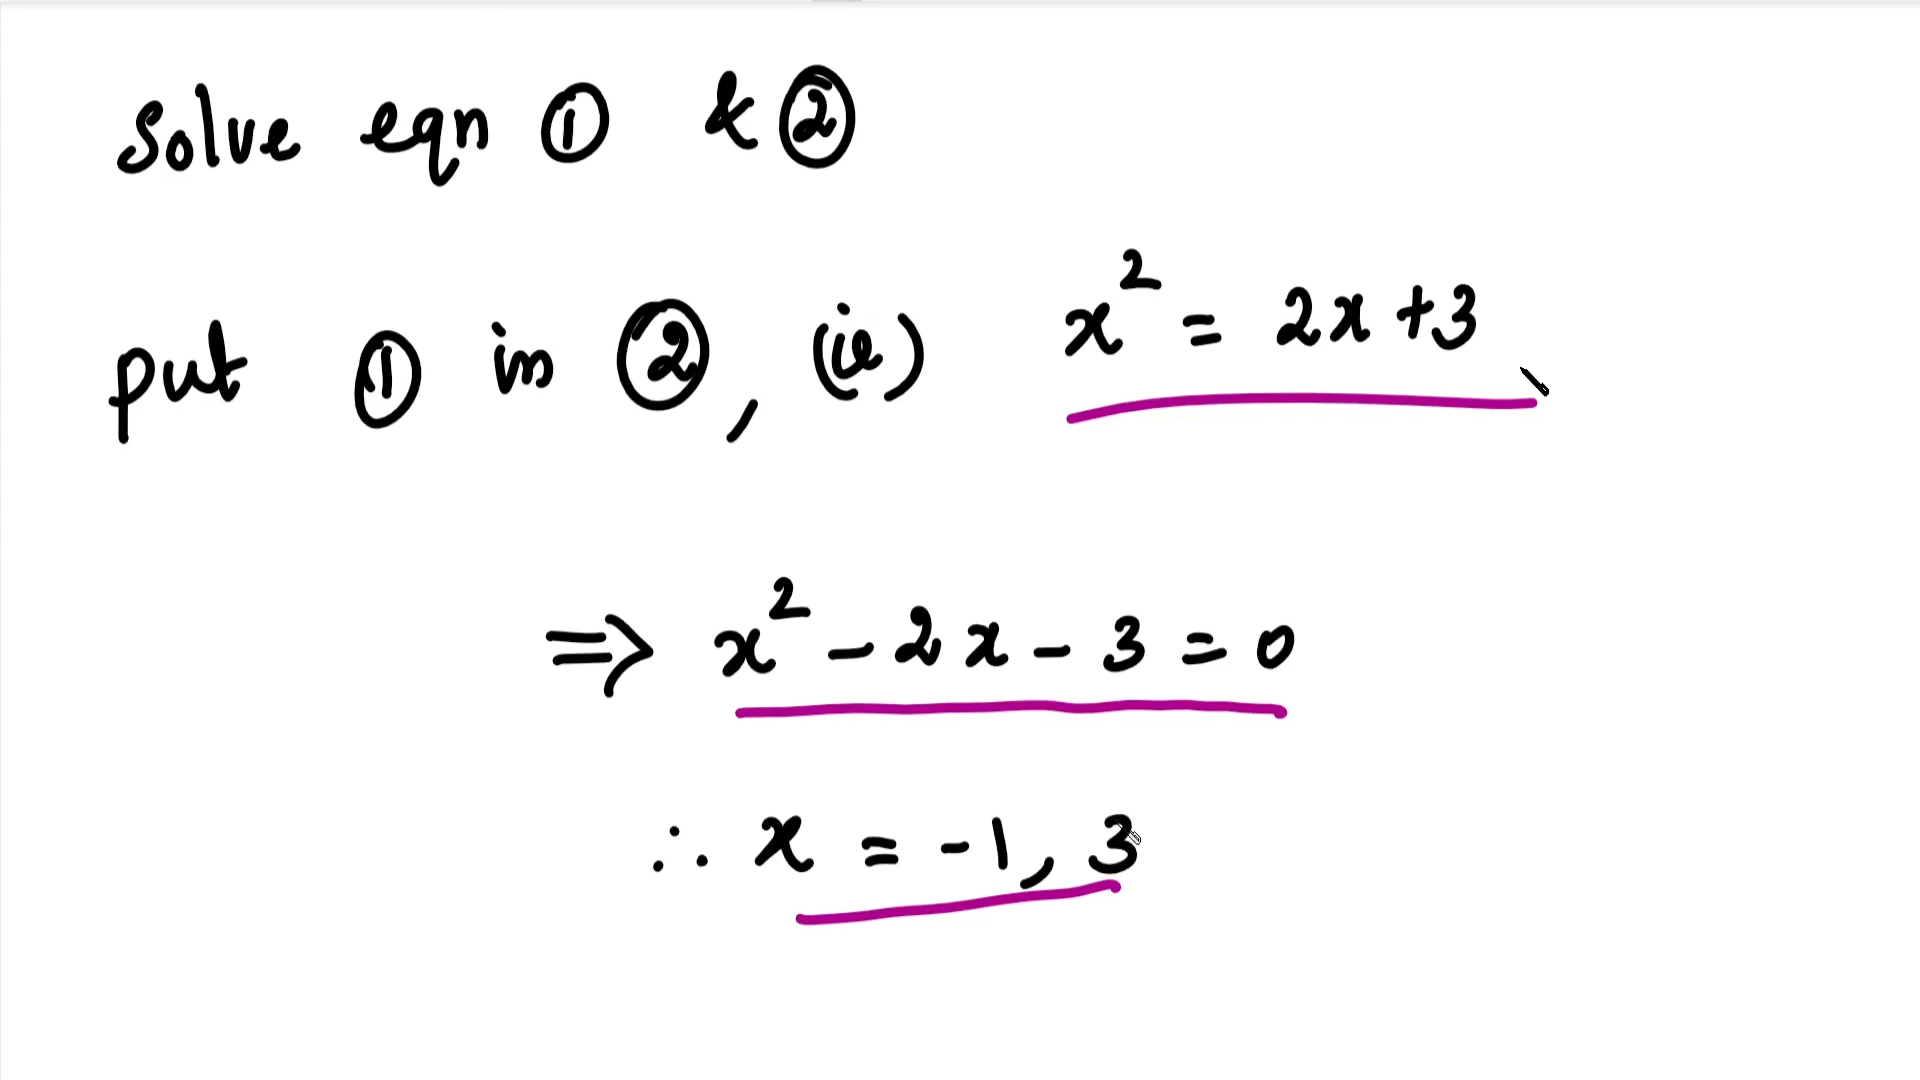 Solve eqn ① & ②
put ① in ②, (ie) x² = 2x+3
⇒ x² - 2x - 3 = 0
∴ x = -1, 3